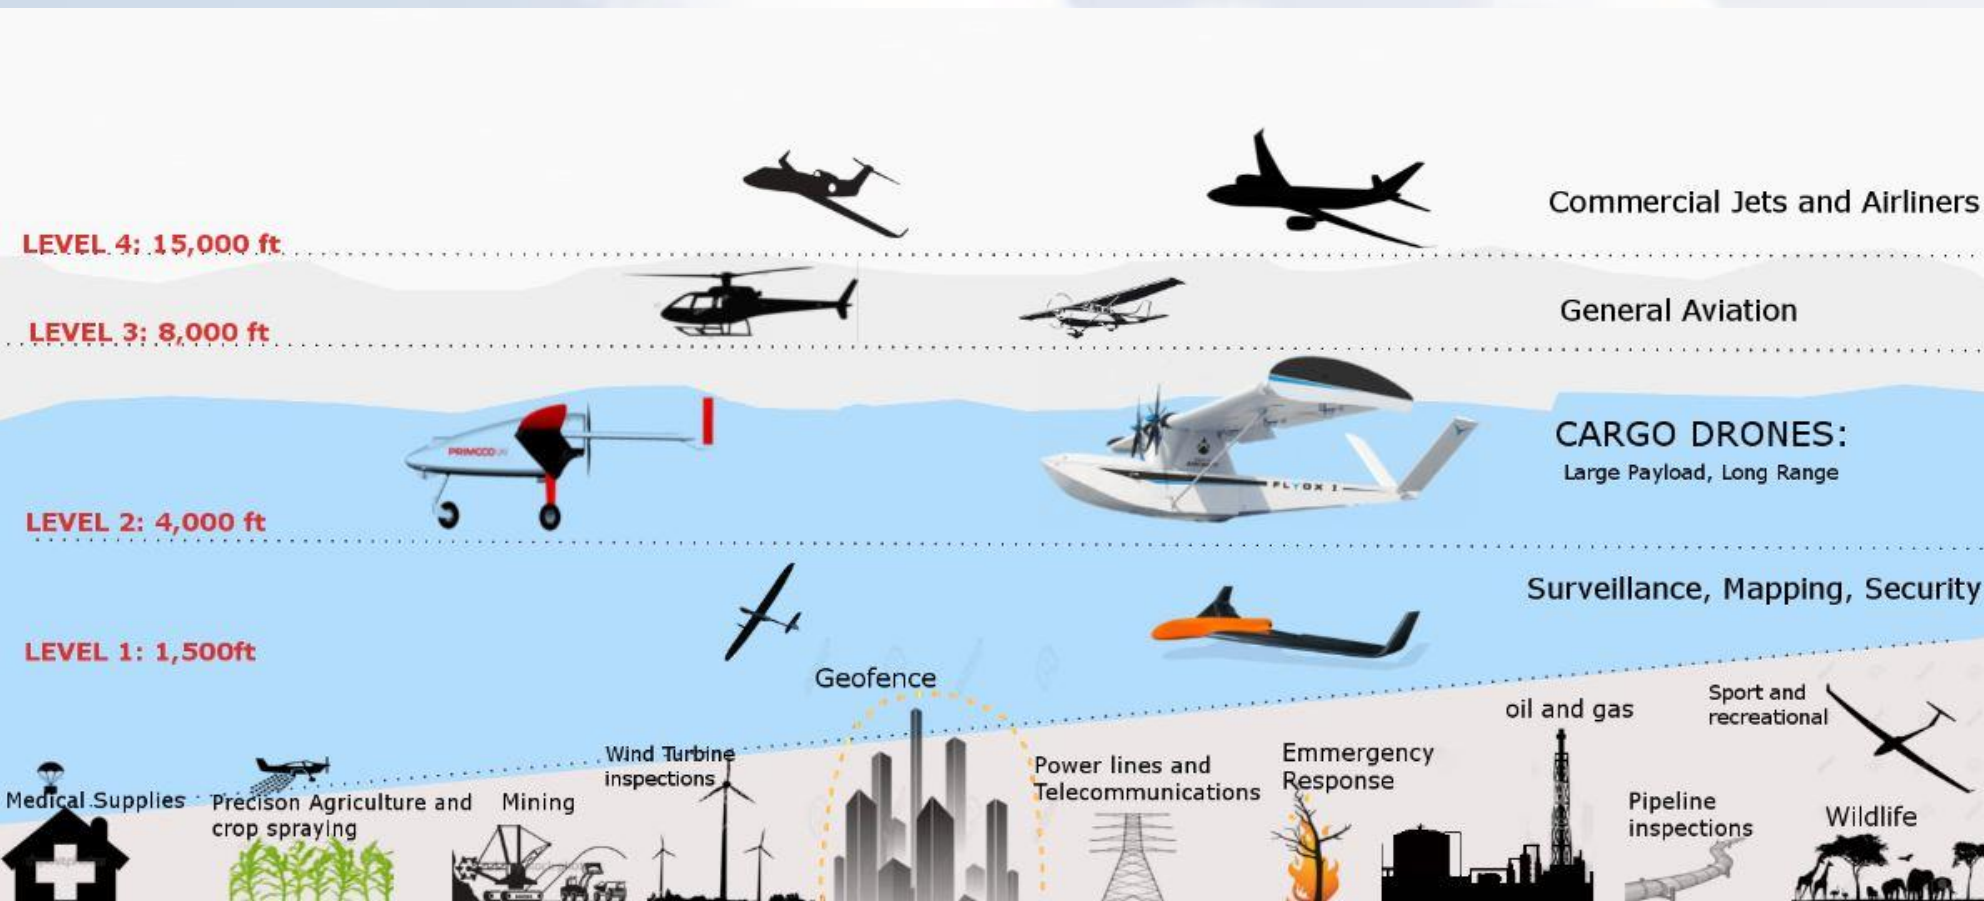 Commercial Jets and Airliners
LEVEL 4: 15,000 ft
General Aviation
LEVEL 3: 8,000 ft
CARGO DRONES:
Large Payload, Long Range
PRIMOCO
FLYOX I
LEVEL 2: 4,000 ft
Surveillance, Mapping, Security
LEVEL 1: 1,500ft
Geofence
Sport and
recreational
oil and gas
Wind Turbine
inspections
Emmergency
Response
Power lines and
Telecommunications
Medical Supplies
Precison Agriculture and
crop spraying
Mining
Pipeline
inspections
Wildlife